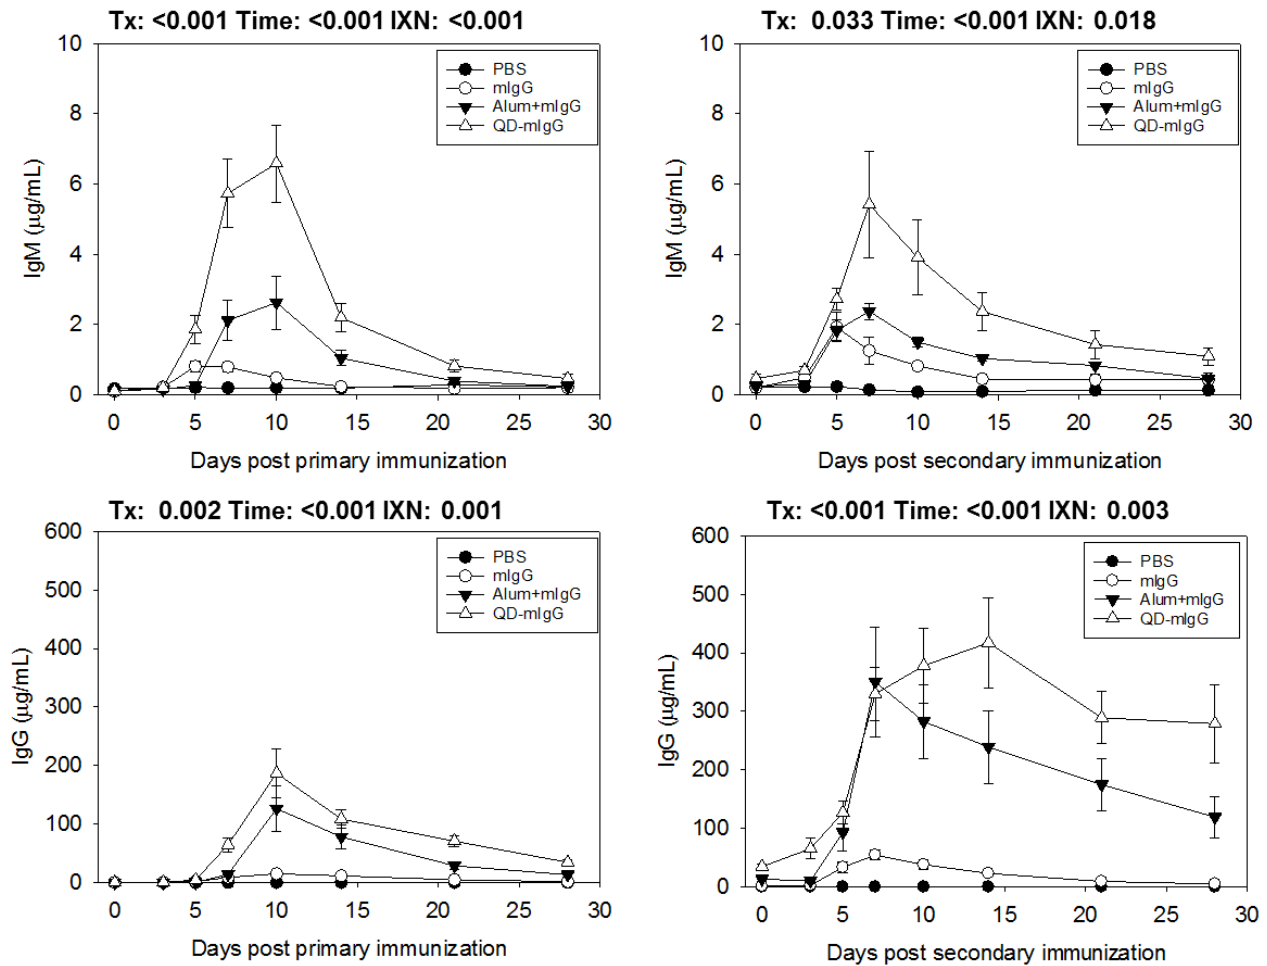 Tx: <0.001 Time: <0.001 IXN: <0.001
10
8
6
4
2
0
IgM (μg/mL)
PBS
mIgG
Alum+mIgG
QD-mIgG
0 5 10 15 20 25 30
Days post primary immunization
Tx: 0.033 Time: <0.001 IXN: 0.018
10
8
6
4
2
0
IgM (μg/mL)
PBS
mIgG
Alum+mIgG
QD-mIgG
0 5 10 15 20 25 30
Days post secondary immunization
Tx: 0.002 Time: <0.001 IXN: 0.001
600
500
400
300
200
100
0
IgG (μg/mL)
PBS
mIgG
Alum+mIgG
QD-mIgG
0 5 10 15 20 25 30
Days post primary immunization
Tx: <0.001 Time: <0.001 IXN: 0.003
600
500
400
300
200
100
0
IgG (μg/mL)
PBS
mIgG
Alum+mIgG
QD-mIgG
0 5 10 15 20 25 30
Days post secondary immunization